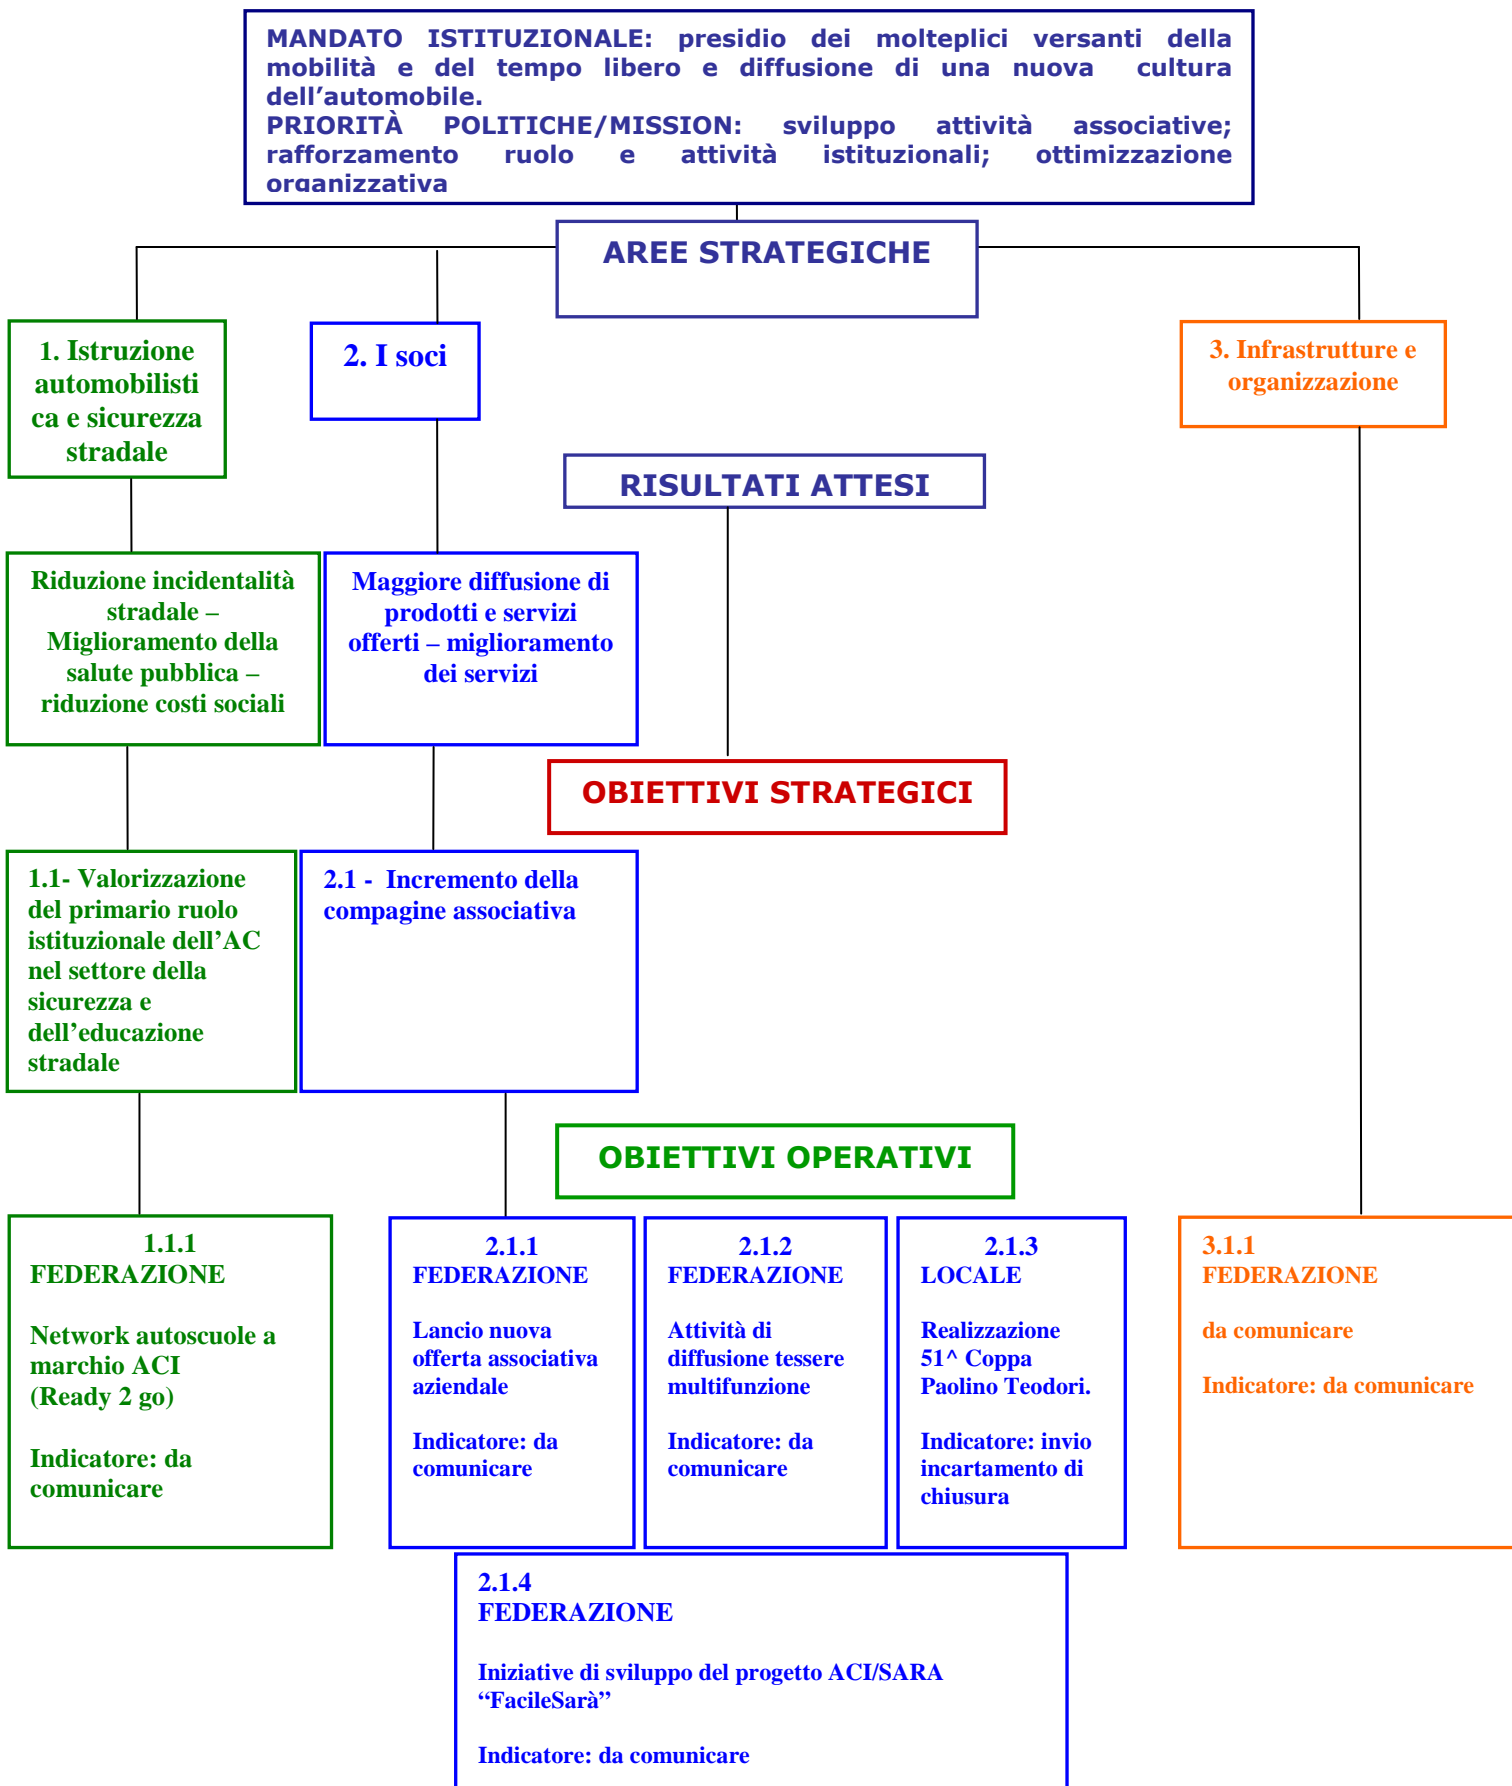 MANDATO ISTITUZIONALE: presidio dei molteplici versanti della
mobilità e del tempo libero e diffusione di una nuova cultura
dell’automobile.
PRIORITÀ POLITICHE/MISSION: sviluppo attività associative;
rafforzamento ruolo e attività istituzionali; ottimizzazione
organizzativa
AREE STRATEGICHE
1. Istruzione
automobilisti
ca e sicurezza
stradale
2. I soci
3. Infrastrutture e
organizzazione
RISULTATI ATTESI
Riduzione incidentalità
stradale –
Miglioramento della
salute pubblica –
riduzione costi sociali
Maggiore diffusione di
prodotti e servizi
offerti – miglioramento
dei servizi
OBIETTIVI STRATEGICI
1.1- Valorizzazione
del primario ruolo
istituzionale dell’AC
nel settore della
sicurezza e
dell’educazione
stradale
2.1 - Incremento della
compagine associativa
OBIETTIVI OPERATIVI
1.1.1
FEDERAZIONE
Network autoscuole a
marchio ACI
(Ready 2 go)
Indicatore: da
comunicare
2.1.1
FEDERAZIONE
Lancio nuova
offerta associativa
aziendale
Indicatore: da
comunicare
2.1.2
FEDERAZIONE
Attività di
diffusione tessere
multifunzione
Indicatore: da
comunicare
2.1.3
LOCALE
Realizzazione
51^ Coppa
Paolino Teodori.
Indicatore: invio
incartamento di
chiusura
3.1.1
FEDERAZIONE
da comunicare
Indicatore: da comunicare
2.1.4
FEDERAZIONE
Iniziative di sviluppo del progetto ACI/SARA
“FacileSarà”
Indicatore: da comunicare